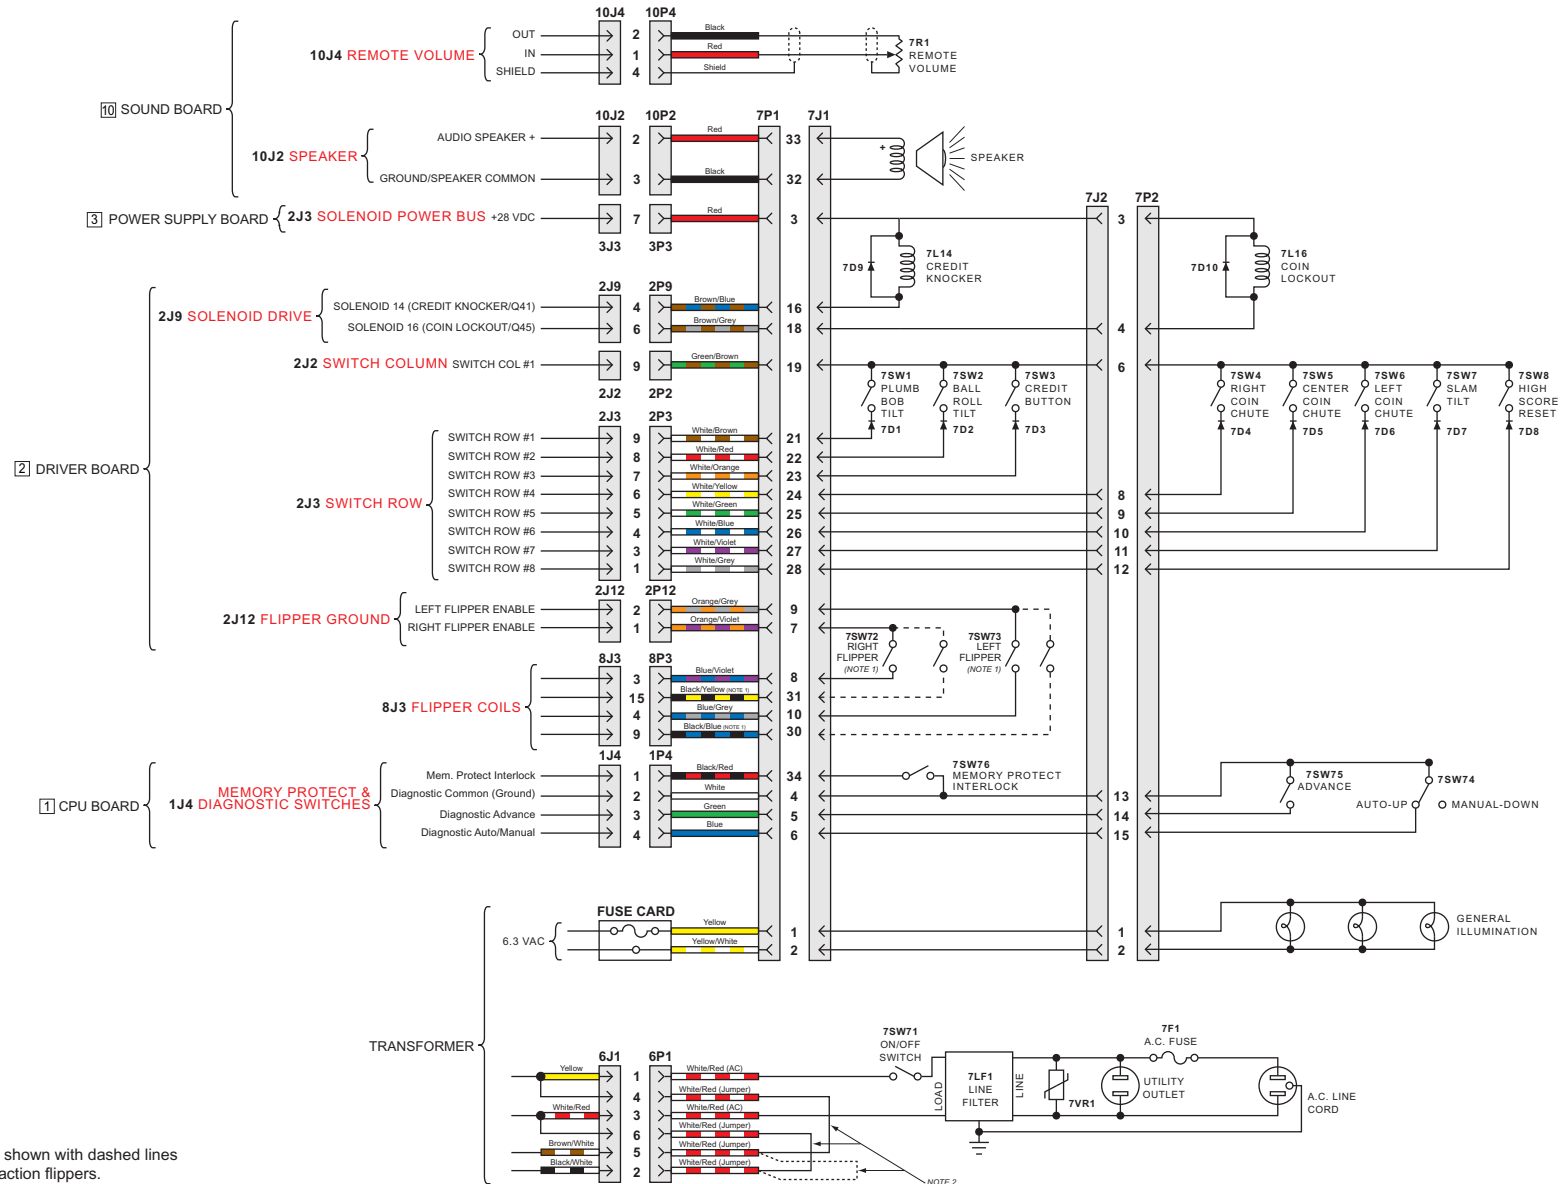 10J4 10P4
OUT 2 Black
10J4 REMOTE VOLUME IN 1 Red
SHIELD 4 Shield
7R1
REMOTE
VOLUME
10 SOUND BOARD
10J2 10P2 7P1 7J1
AUDIO SPEAKER + 2 Red 33
10J2 SPEAKER
+ SPEAKER
GROUND/SPEAKER COMMON 3 Black 32
7J2 7P2
3 POWER SUPPLY BOARD 2J3 SOLENOID POWER BUS +28 VDC 7 Red 3 3
3J3 3P3
7D9
7L14
CREDIT
KNOCKER
7D10
7L16
COIN
LOCKOUT
2J9 2P9
2J9 SOLENOID DRIVE
SOLENOID 14 (CREDIT KNOCKER/Q41) 4 Brown/Blue 16
SOLENOID 16 (COIN LOCKOUT/Q45) 6 Brown/Grey 18 4
2J2 SWITCH COLUMN SWITCH COL #1 9 Green/Brown 19 6
2J2 2P2
7SW1
PLUMB
BOB
TILT
7D1
7SW2
BALL
ROLL
TILT
7D2
7SW3
CREDIT
BUTTON
7D3
7SW4
RIGHT
COIN
CHUTE
7D4
7SW5
CENTER
COIN
CHUTE
7D5
7SW6
LEFT
COIN
CHUTE
7D6
7SW7
SLAM
TILT
7D7
7SW8
HIGH
SCORE
RESET
7D8
2J3 2P3
2 DRIVER BOARD
2J3 SWITCH ROW
SWITCH ROW #1 9 White/Brown 21
SWITCH ROW #2 8 White/Red 22
SWITCH ROW #3 7 White/Orange 23
SWITCH ROW #4 6 White/Yellow 24 8
SWITCH ROW #5 5 White/Green 25 9
SWITCH ROW #6 4 White/Blue 26 10
SWITCH ROW #7 3 White/Violet 27 11
SWITCH ROW #8 1 White/Grey 28 12
2J12 2P12
2J12 FLIPPER GROUND
LEFT FLIPPER ENABLE 2 Orange/Grey 9
RIGHT FLIPPER ENABLE 1 Orange/Violet 7
7SW72
RIGHT
FLIPPER
(NOTE 1)
7SW73
LEFT
FLIPPER
(NOTE 1)
8J3 8P3
8J3 FLIPPER COILS
3 Blue/Violet 8
15 Black/Yellow (NOTE 1) 31
4 Blue/Grey 10
9 Black/Blue (NOTE 1) 30
1J4 1P4
1 CPU BOARD
1J4 MEMORY PROTECT &
DIAGNOSTIC SWITCHES
Mem. Protect Interlock 1 Black/Red 34
Diagnostic Common (Ground) 2 White 4 13
Diagnostic Advance 3 Green 5 14
Diagnostic Auto/Manual 4 Blue 6 15
7SW76
MEMORY PROTECT
INTERLOCK
7SW75
ADVANCE
7SW74
AUTO-UP MANUAL-DOWN
FUSE CARD
6.3 VAC
Yellow 1 1
Yellow/White 2 2
GENERAL
ILLUMINATION
TRANSFORMER
6J1 6P1
Yellow 1 White/Red (AC)
4 White/Red (Jumper)
White/Red 3 White/Red (AC)
6 White/Red (Jumper)
Brown/White 5 White/Red (Jumper)
Black/White 2 White/Red (Jumper)
7SW71
ON/OFF
SWITCH
LOAD
7LF1
LINE
FILTER
LINE
7VR1
UTILITY
OUTLET
7F1
A.C. FUSE
A.C. LINE
CORD
NOTE 2
shown with dashed lines
action flippers.